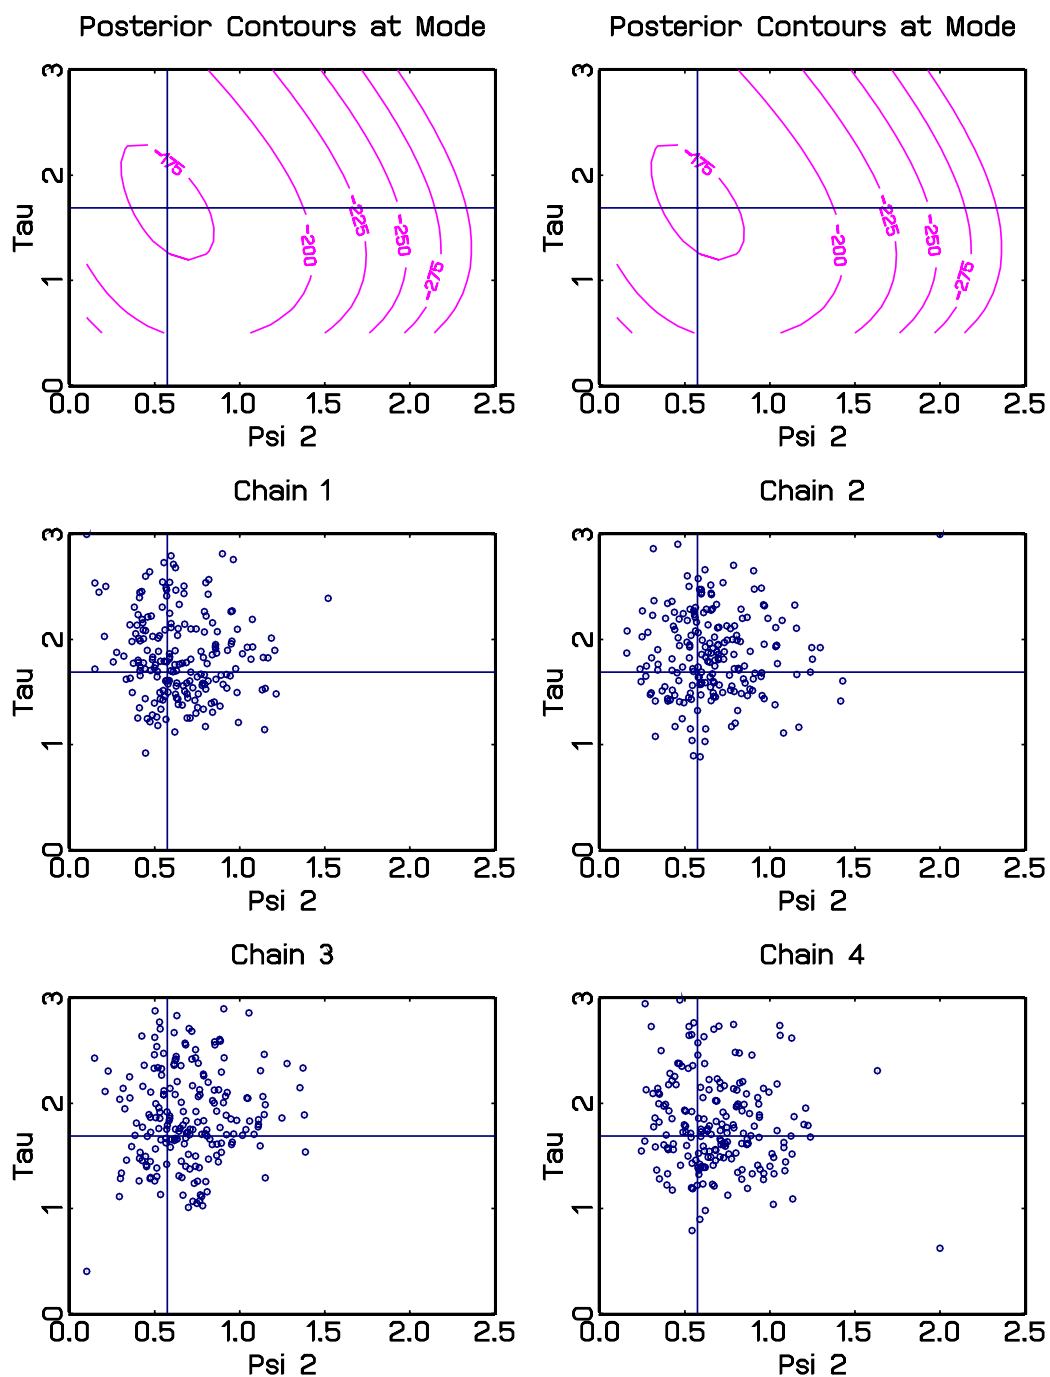 Posterior Contours at Mode Posterior Contours at Mode
3 3
-175 -175
2 2
Tau -200 -225 -250 -275 Tau -200 -225 -250 -275
1 1
0 0
0.0 0.5 1.0 1.5 2.0 2.5 0.0 0.5 1.0 1.5 2.0 2.5
Psi 2 Psi 2
Chain 1 Chain 2
3 3
2 2
Tau Tau
1 1
0 0
0.0 0.5 1.0 1.5 2.0 2.5 0.0 0.5 1.0 1.5 2.0 2.5
Psi 2 Psi 2
Chain 3 Chain 4
3 3
2 2
Tau Tau
1 1
0 0
0.0 0.5 1.0 1.5 2.0 2.5 0.0 0.5 1.0 1.5 2.0 2.5
Psi 2 Psi 2